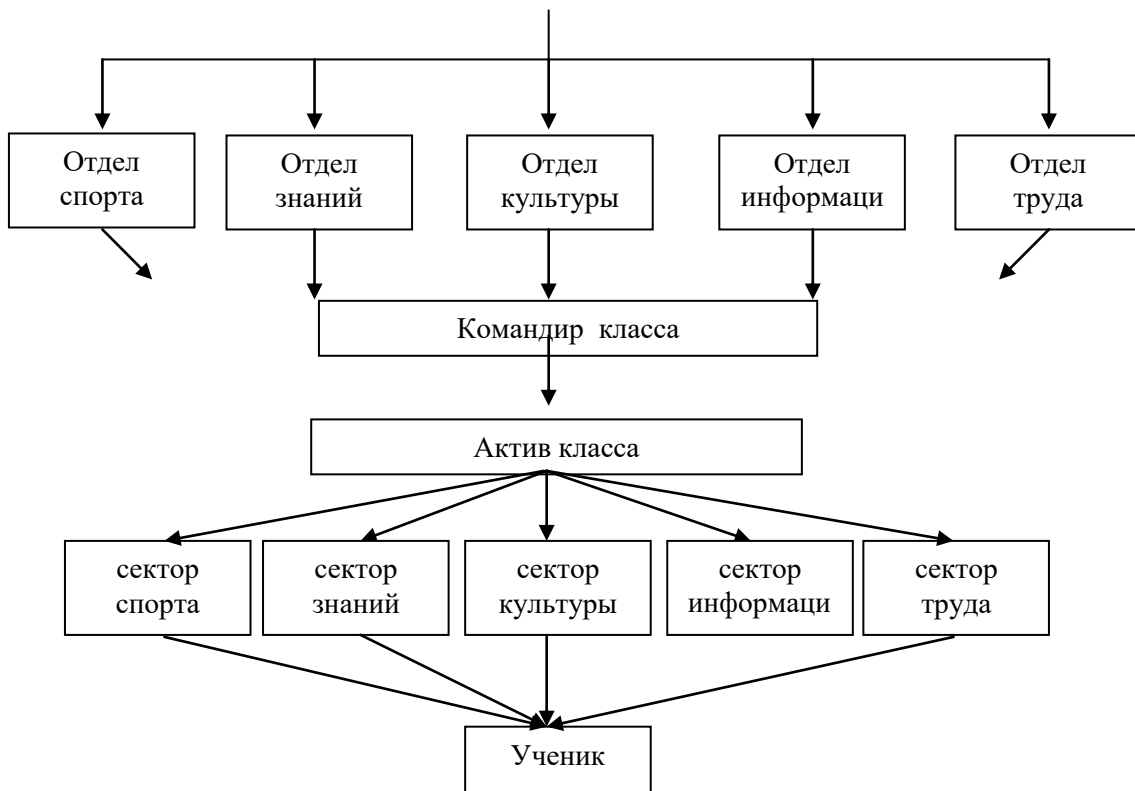 Отдел
спорта
Отдел
знаний
Отдел
культуры
Отдел
информаци
Отдел
труда
Командир класса
Актив класса
сектор
спорта
сектор
знаний
сектор
культуры
сектор
информаци
сектор
труда
Ученик